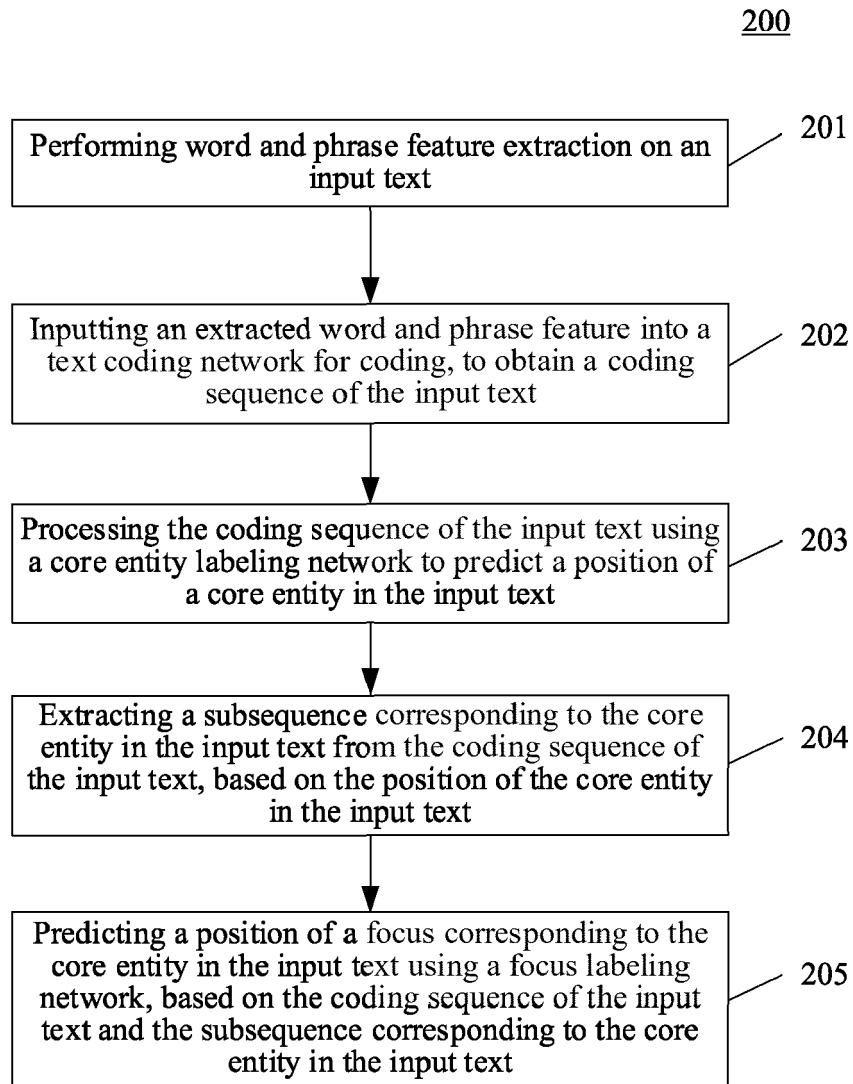 200
Performing word and phrase feature extraction on an
input text
201
Inputting an extracted word and phrase feature into a
text coding network for coding, to obtain a coding
sequence of the input text
202
Processing the coding sequence of the input text using
a core entity labeling network to predict a position of
a core entity in the input text
203
Extracting a subsequence corresponding to the core
entity in the input text from the coding sequence of
the input text, based on the position of the core entity
in the input text
204
Predicting a position of a focus corresponding to the
core entity in the input text using a focus labeling
network, based on the coding sequence of the input
text and the subsequence corresponding to the core
entity in the input text
205